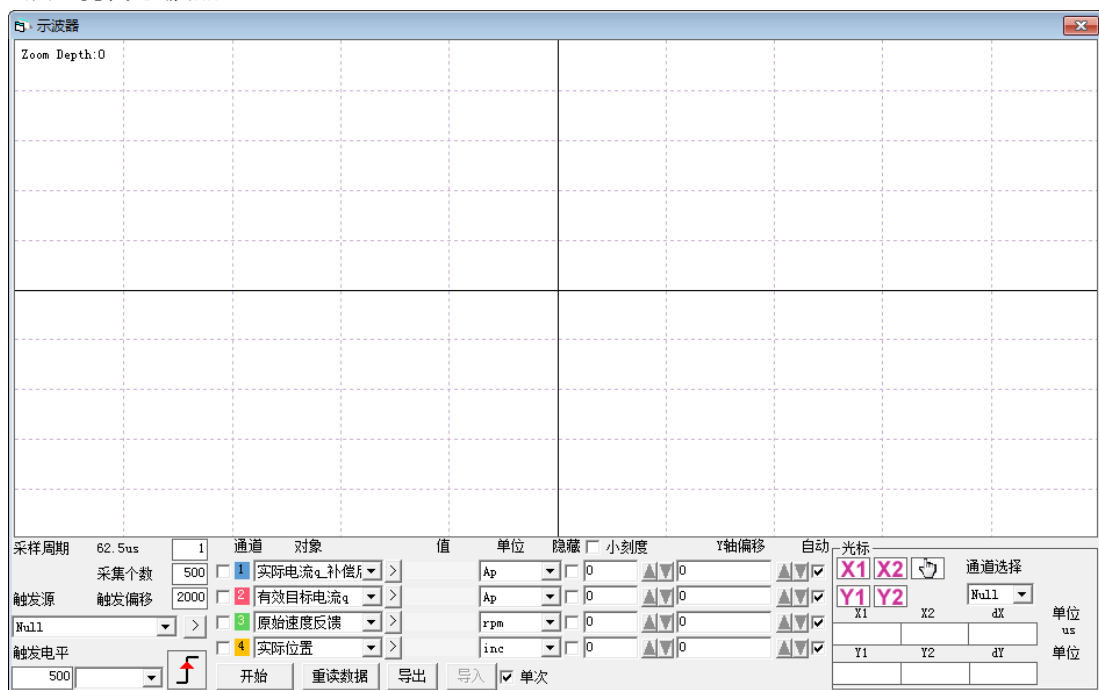 示波器
Zoom Depth:0
采样周期 62.5us 1 通道 对象 值 单位 隐藏 小刻度 Y轴偏移 自动 光标
采集个数 500 1 实际电流q_补偿 > Ap 0 0 X1 X2 通道选择
触发源 触发偏移 2000 2 有效目标电流q > Ap 0 0 Y1 Y2 Null
Null > 3 原始速度反馈 > rpm 0 0 X1 X2 dX 单位
us
触发电平 4 实际位置 > inc 0 0 Y1 Y2 dY 单位
500 开始 重读数据 导出 导入 单次